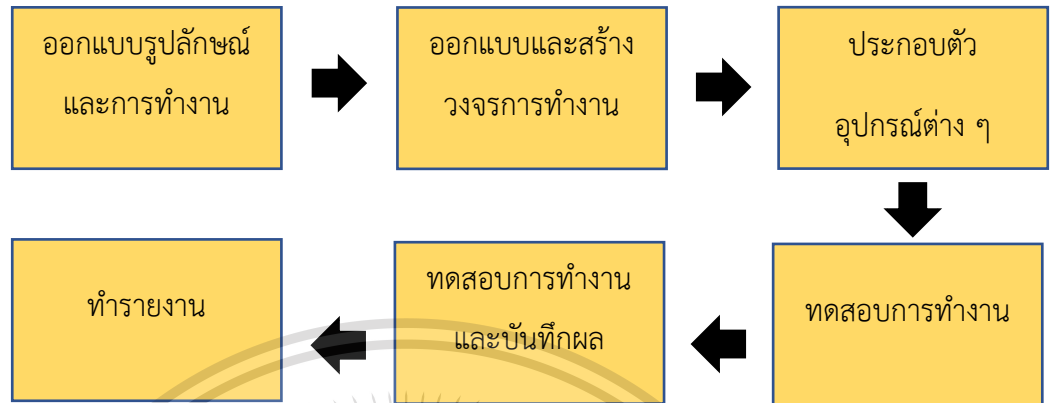 ออกแบบรูปลักษณ์
และการทำงาน
ออกแบบและสร้าง
วงจรการทำงาน
ประกอบตัว
อุปกรณ์ต่าง ๆ
ทดสอบการทำงาน
ทดสอบการทำงาน
และบันทึกผล
ทำรายงาน